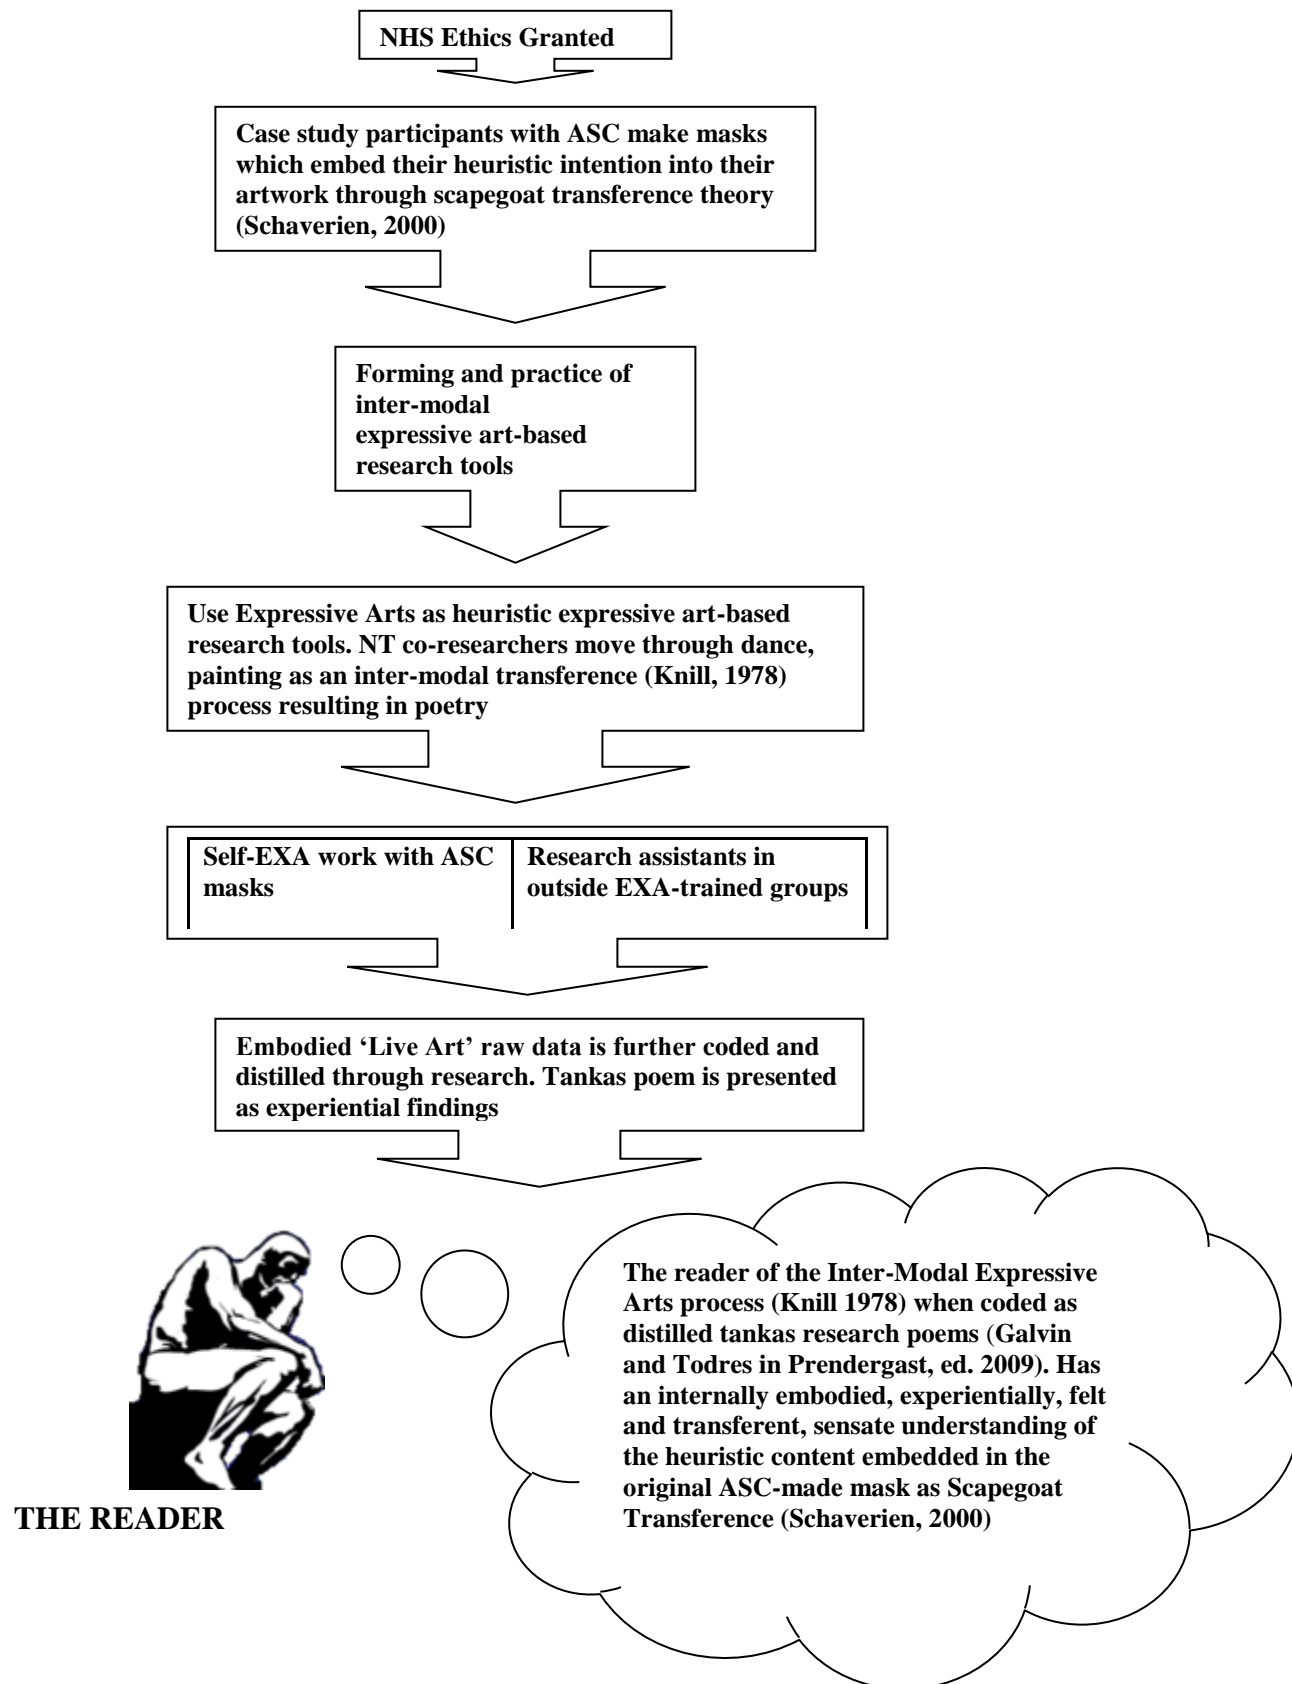 NHS Ethics Granted
Case study participants with ASC make masks
which embed their heuristic intention into their
artwork through scapegoat transference theory
(Schaverien, 2000)
Forming and practice of
inter-modal
expressive art-based
research tools
Use Expressive Arts as heuristic expressive art-based
research tools. NT co-researchers move through dance,
painting as an inter-modal transference (Knill, 1978)
process resulting in poetry
Self-EXA work with ASC
masks
Research assistants in
outside EXA-trained groups
Embodied ‘Live Art’ raw data is further coded and
distilled through research. Tankas poem is presented
as experiential findings
The reader of the Inter-Modal Expressive
Arts process (Knill 1978) when coded as
distilled tankas research poems (Galvin
and Todres in Prendergast, ed. 2009). Has
an internally embodied, experientially, felt
and transferent, sensate understanding of
the heuristic content embedded in the
original ASC-made mask as Scapegoat
Transference (Schaverien, 2000)
THE READER